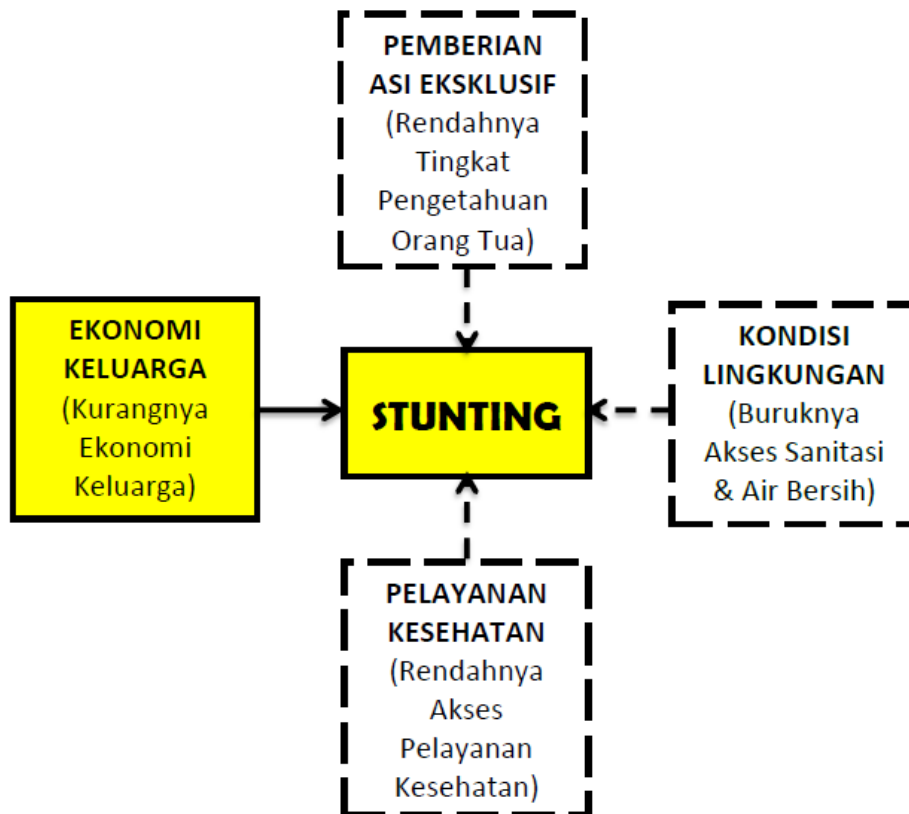 PEMBERIAN
ASI EKSKLUSIF
(Rendahnya
Tingkat
Pengetahuan
Orang Tua)
EKONOMI
KELUARGA
(Kurangnya
Ekonomi
Keluarga)
STUNTING
KONDISI
LINGKUNGAN
(Buruknya
Akses Sanitasi
& Air Bersih)
PELAYANAN
KESEHATAN
(Rendahnya
Akses
Pelayanan
Kesehatan)